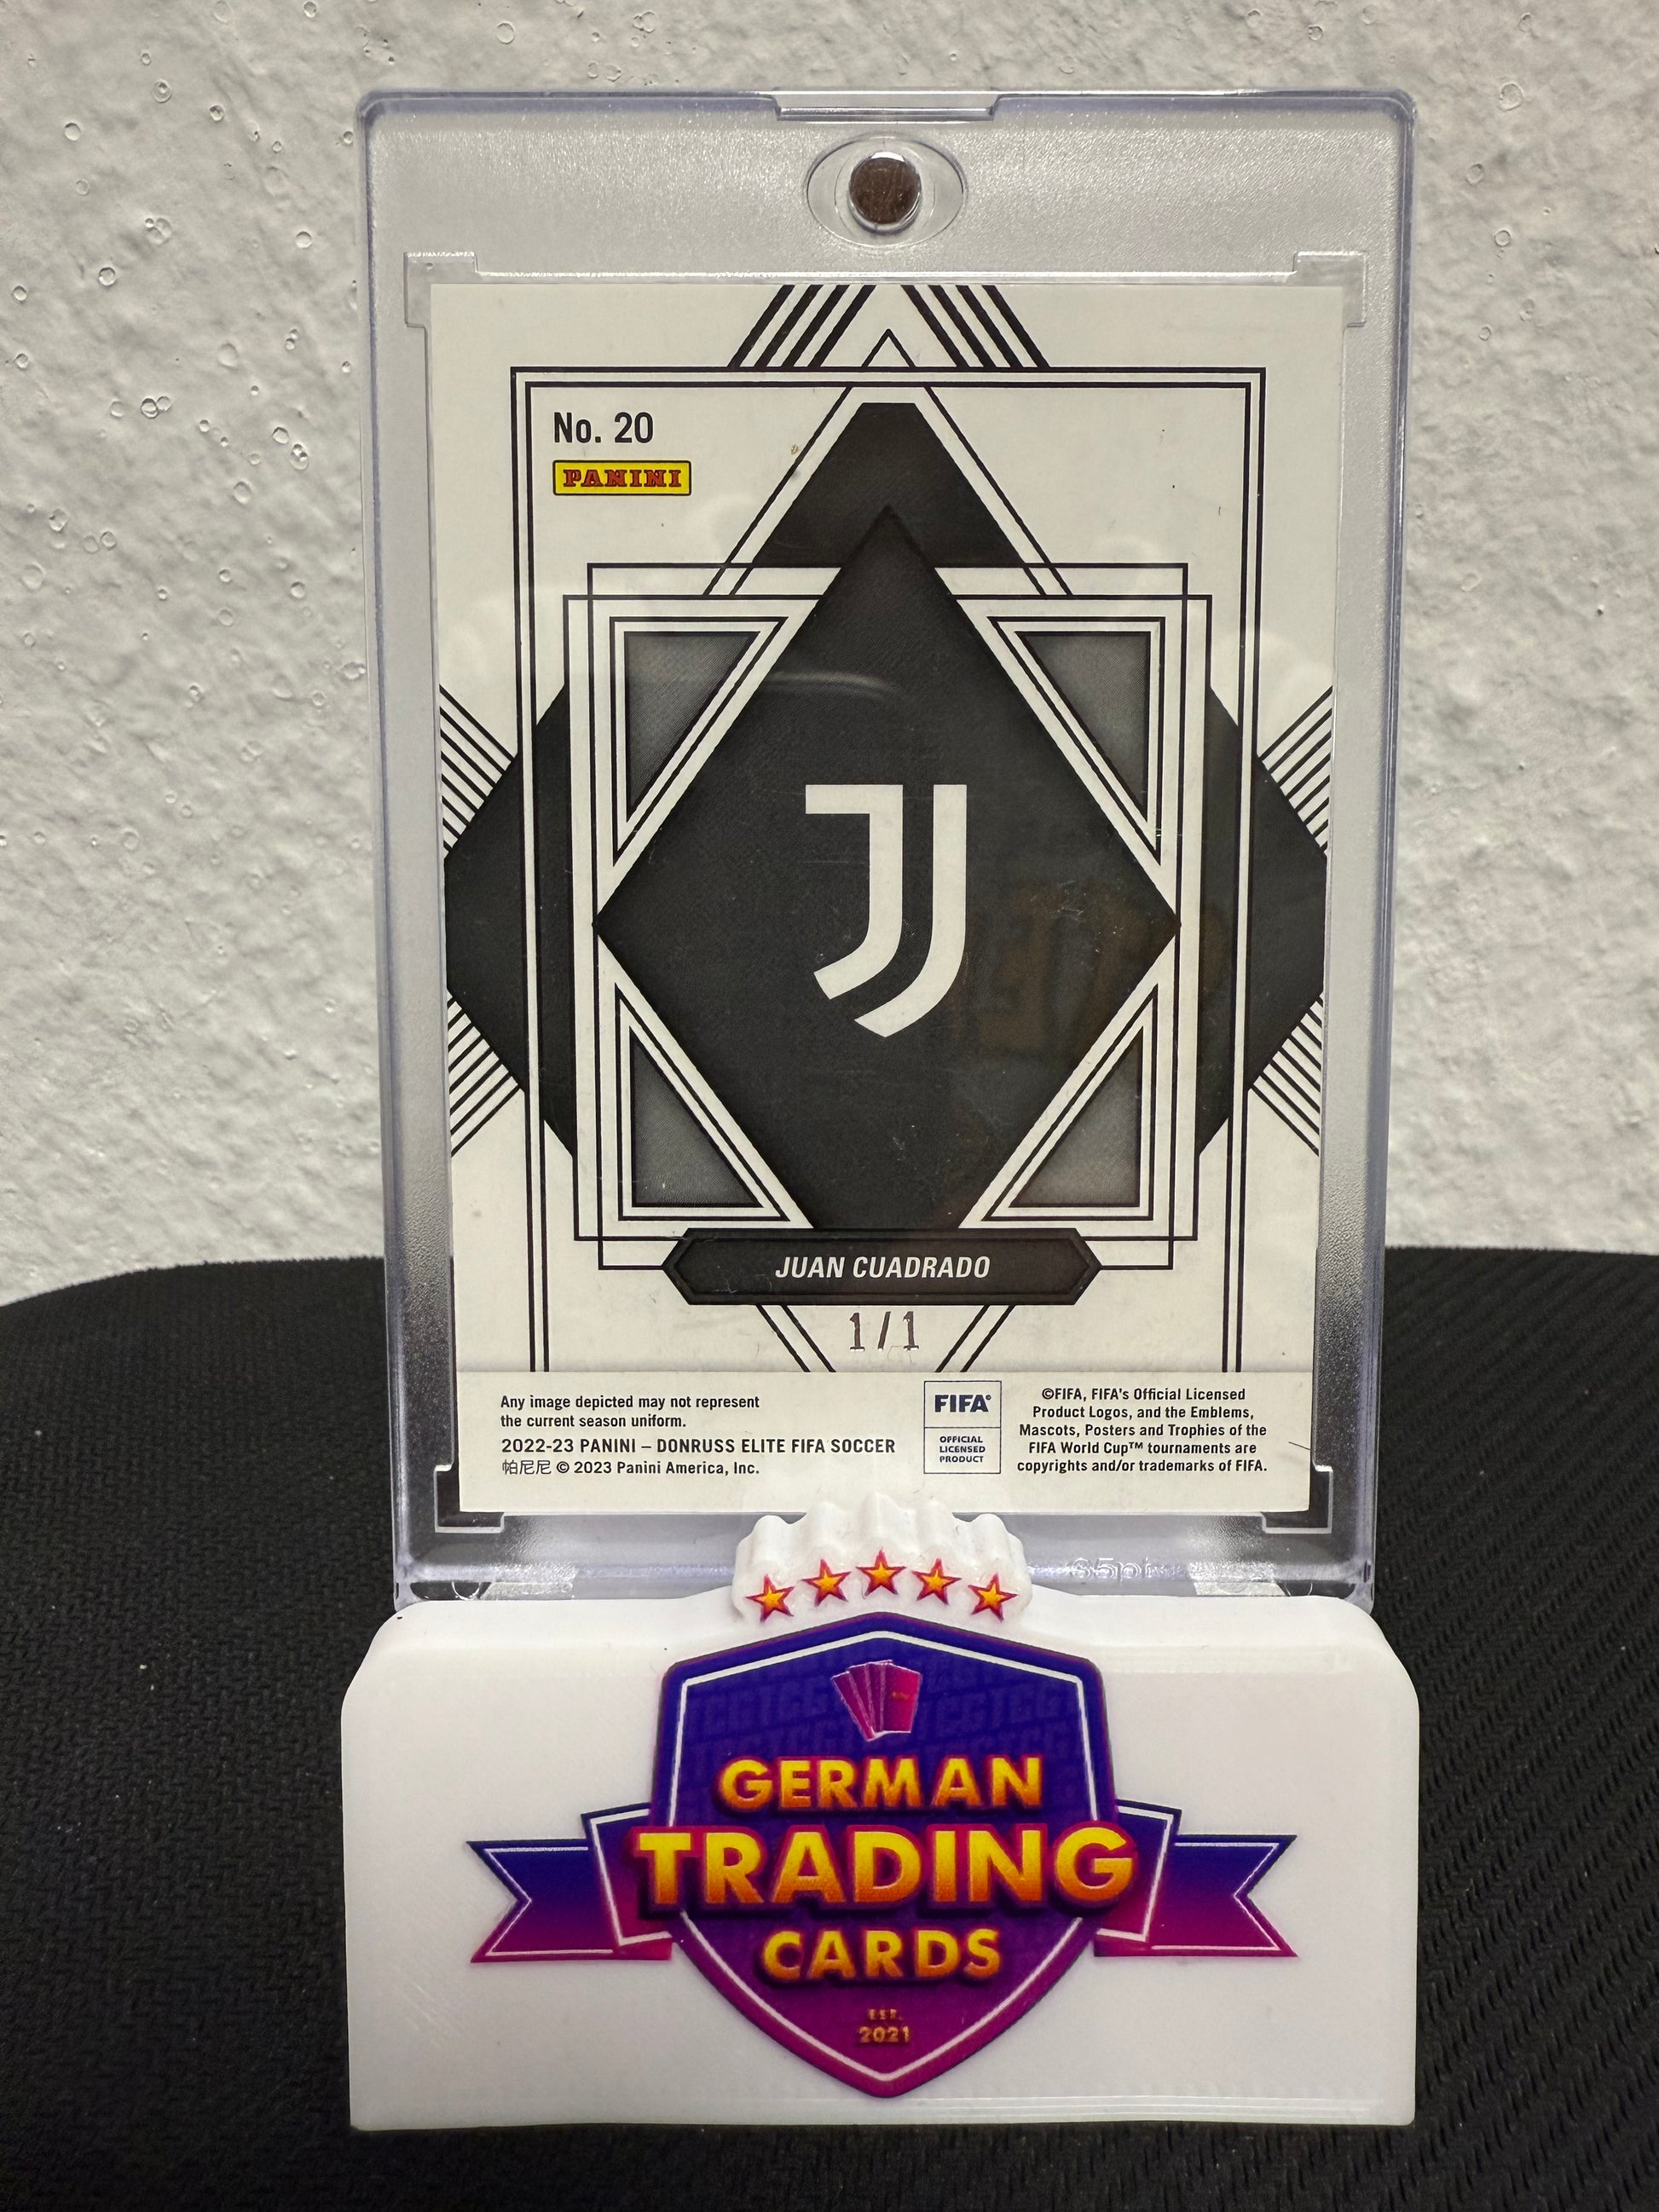 No. 20
PANINI
JUAN CUADRADO
1/1
Any image depicted may not represent
the current season uniform.
2022-23 PANINI – DONRUSS ELITE FIFA SOCCER
帕尼尼 © 2023 Panini America, Inc.
FIFA®
OFFICIAL
LICENSED
PRODUCT
©FIFA, FIFA's Official Licensed
Product Logos, and the Emblems,
Mascots, Posters and Trophies of the
FIFA World Cup™ tournaments are
copyrights and/or trademarks of FIFA.
GERMAN
TRADING
CARDS
EST.
2021